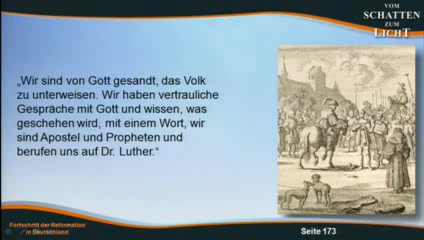 VOM
SCHATTEN
ZUM
LICHT
„Wir sind von Gott gesandt, das Volk
zu unterweisen. Wir haben vertrauliche
Gespräche mit Gott und wissen, was
geschehen wird, mit einem Wort, wir
sind Apostel und Propheten und
berufen uns auf Dr. Luther.“
Fortschritt der Reformation
in Deutschland
Seite 173